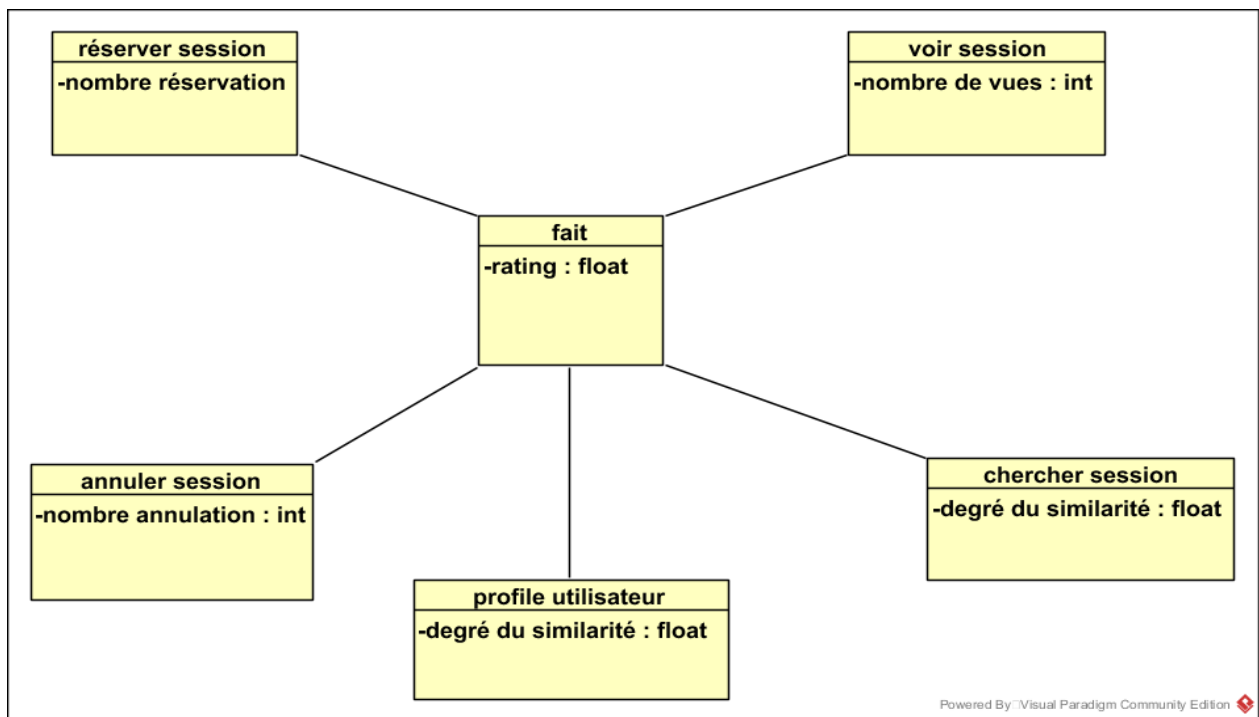 réserver session
-nombre réservation
voir session
-nombre de vues : int
fait
-rating : float
annuler session
-nombre annulation : int
chercher session
-degré du similarité : float
profile utilisateur
-degré du similarité : float
Powered By Visual Paradigm Community Edition